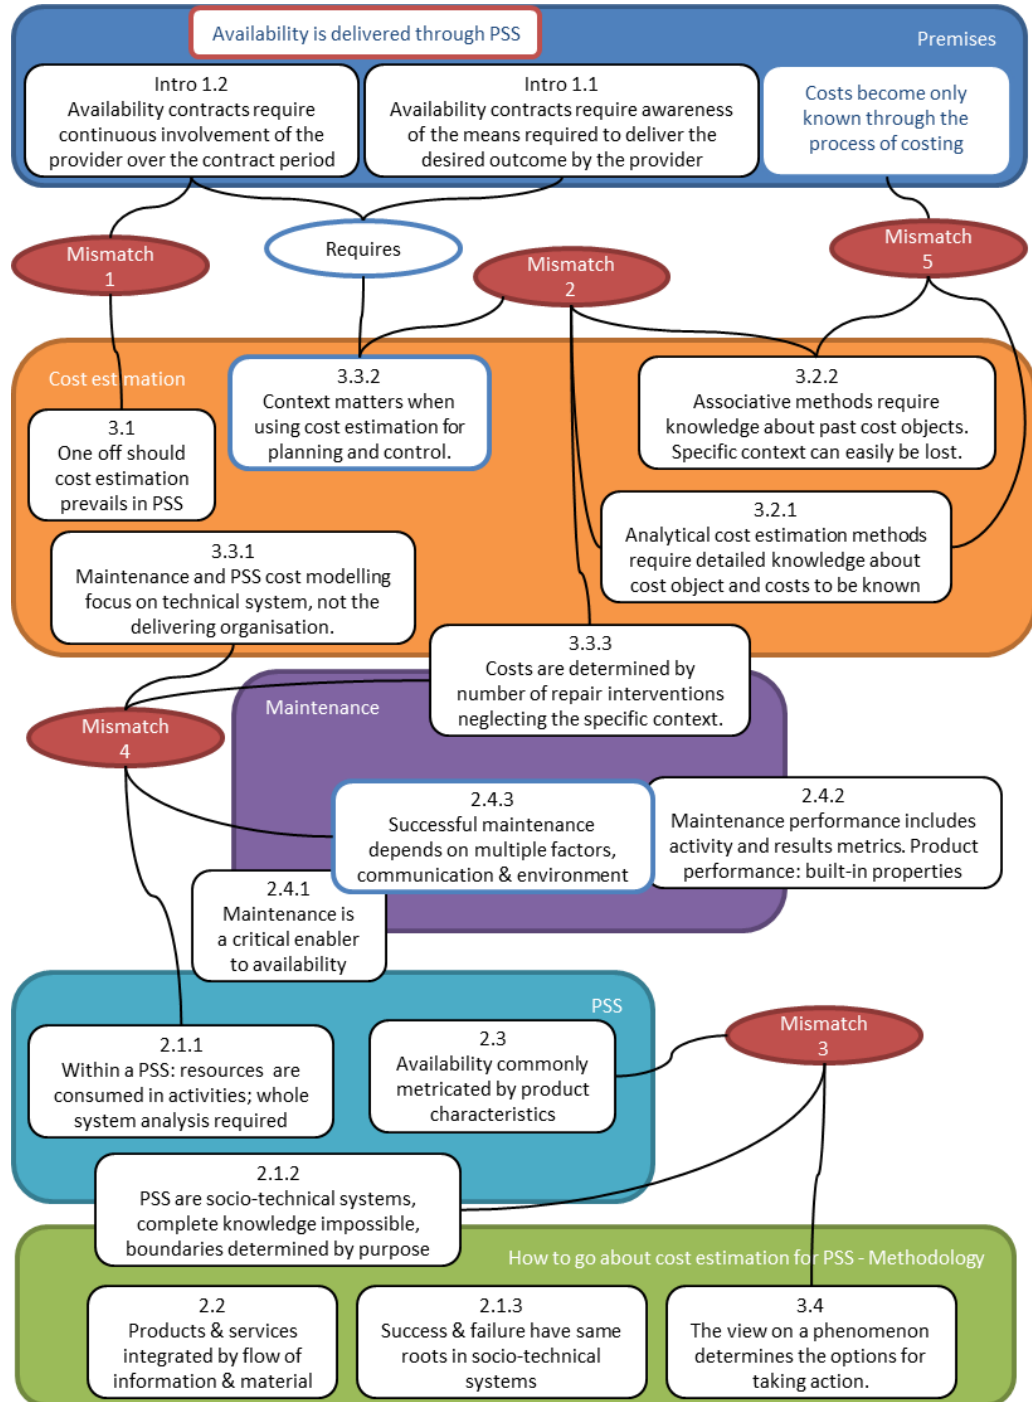 Availability is delivered through PSS
Premises
Intro 1.2
Availability contracts require
continuous involvement of the
provider over the contract period
Intro 1.1
Availability contracts require awareness
of the means required to deliver the
desired outcome by the provider
Costs become only
known through the
process of costing
Mismatch
1
Requires
Mismatch
2
Mismatch
5
Cost estimation
3.3.2
Context matters when
using cost estimation for
planning and control.
3.2.2
Associative methods require
knowledge about past cost objects.
Specific context can easily be lost.
3.1
One off should
cost estimation
prevails in PSS
3.2.1
Analytical cost estimation methods
require detailed knowledge about
cost object and costs to be known
3.3.1
Maintenance and PSS cost modelling
focus on technical system, not the
delivering organisation.
3.3.3
Costs are determined by
number of repair interventions
neglecting the specific context.
Maintenance
Mismatch
4
2.4.3
Successful maintenance
depends on multiple factors,
communication & environment
2.4.2
Maintenance performance includes
activity and results metrics. Product
performance: built-in properties
2.4.1
Maintenance is
a critical enabler
to availability
PSS
Mismatch
3
2.1.1
Within a PSS: resources are
consumed in activities; whole
system analysis required
2.3
Availability commonly
metricated by product
characteristics
2.1.2
PSS are socio-technical systems,
complete knowledge impossible,
boundaries determined by purpose
How to go about cost estimation for PSS - Methodology
2.2
Products & services
integrated by flow of
information & material
2.1.3
Success & failure have same
roots in socio-technical
systems
3.4
The view on a phenomenon
determines the options for
taking action.